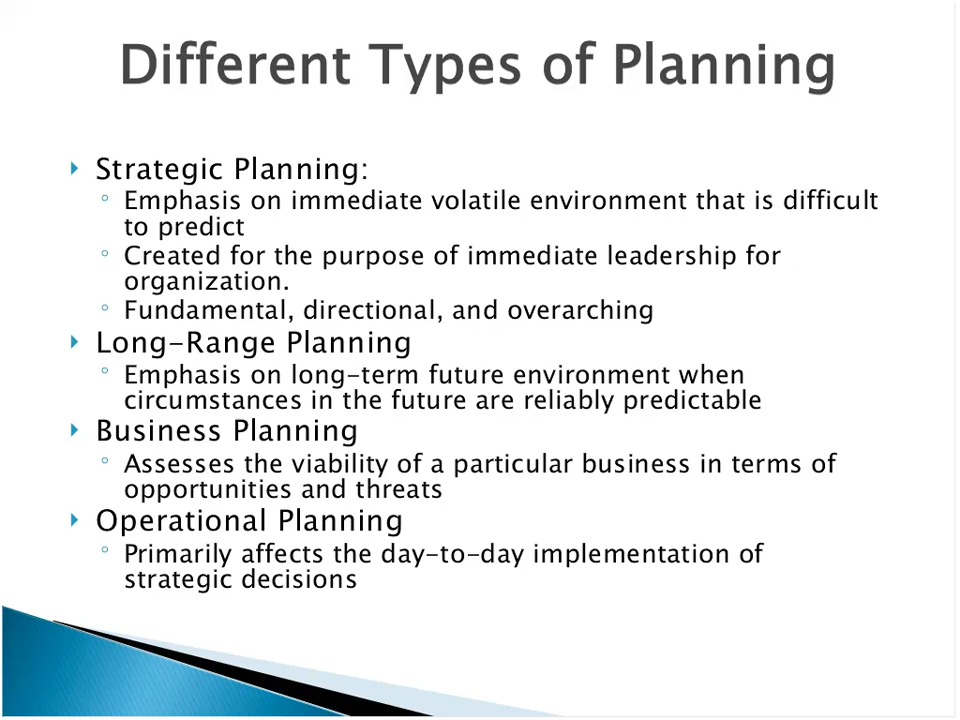 Different Types of Planning
Strategic Planning:
Emphasis on immediate volatile environment that is difficult
to predict
Created for the purpose of immediate leadership for
organization.
Fundamental, directional, and overarching
Long-Range Planning
Emphasis on long-term future environment when
circumstances in the future are reliably predictable
Business Planning
Assesses the viability of a particular business in terms of
opportunities and threats
Operational Planning
Primarily affects the day-to-day implementation of
strategic decisions